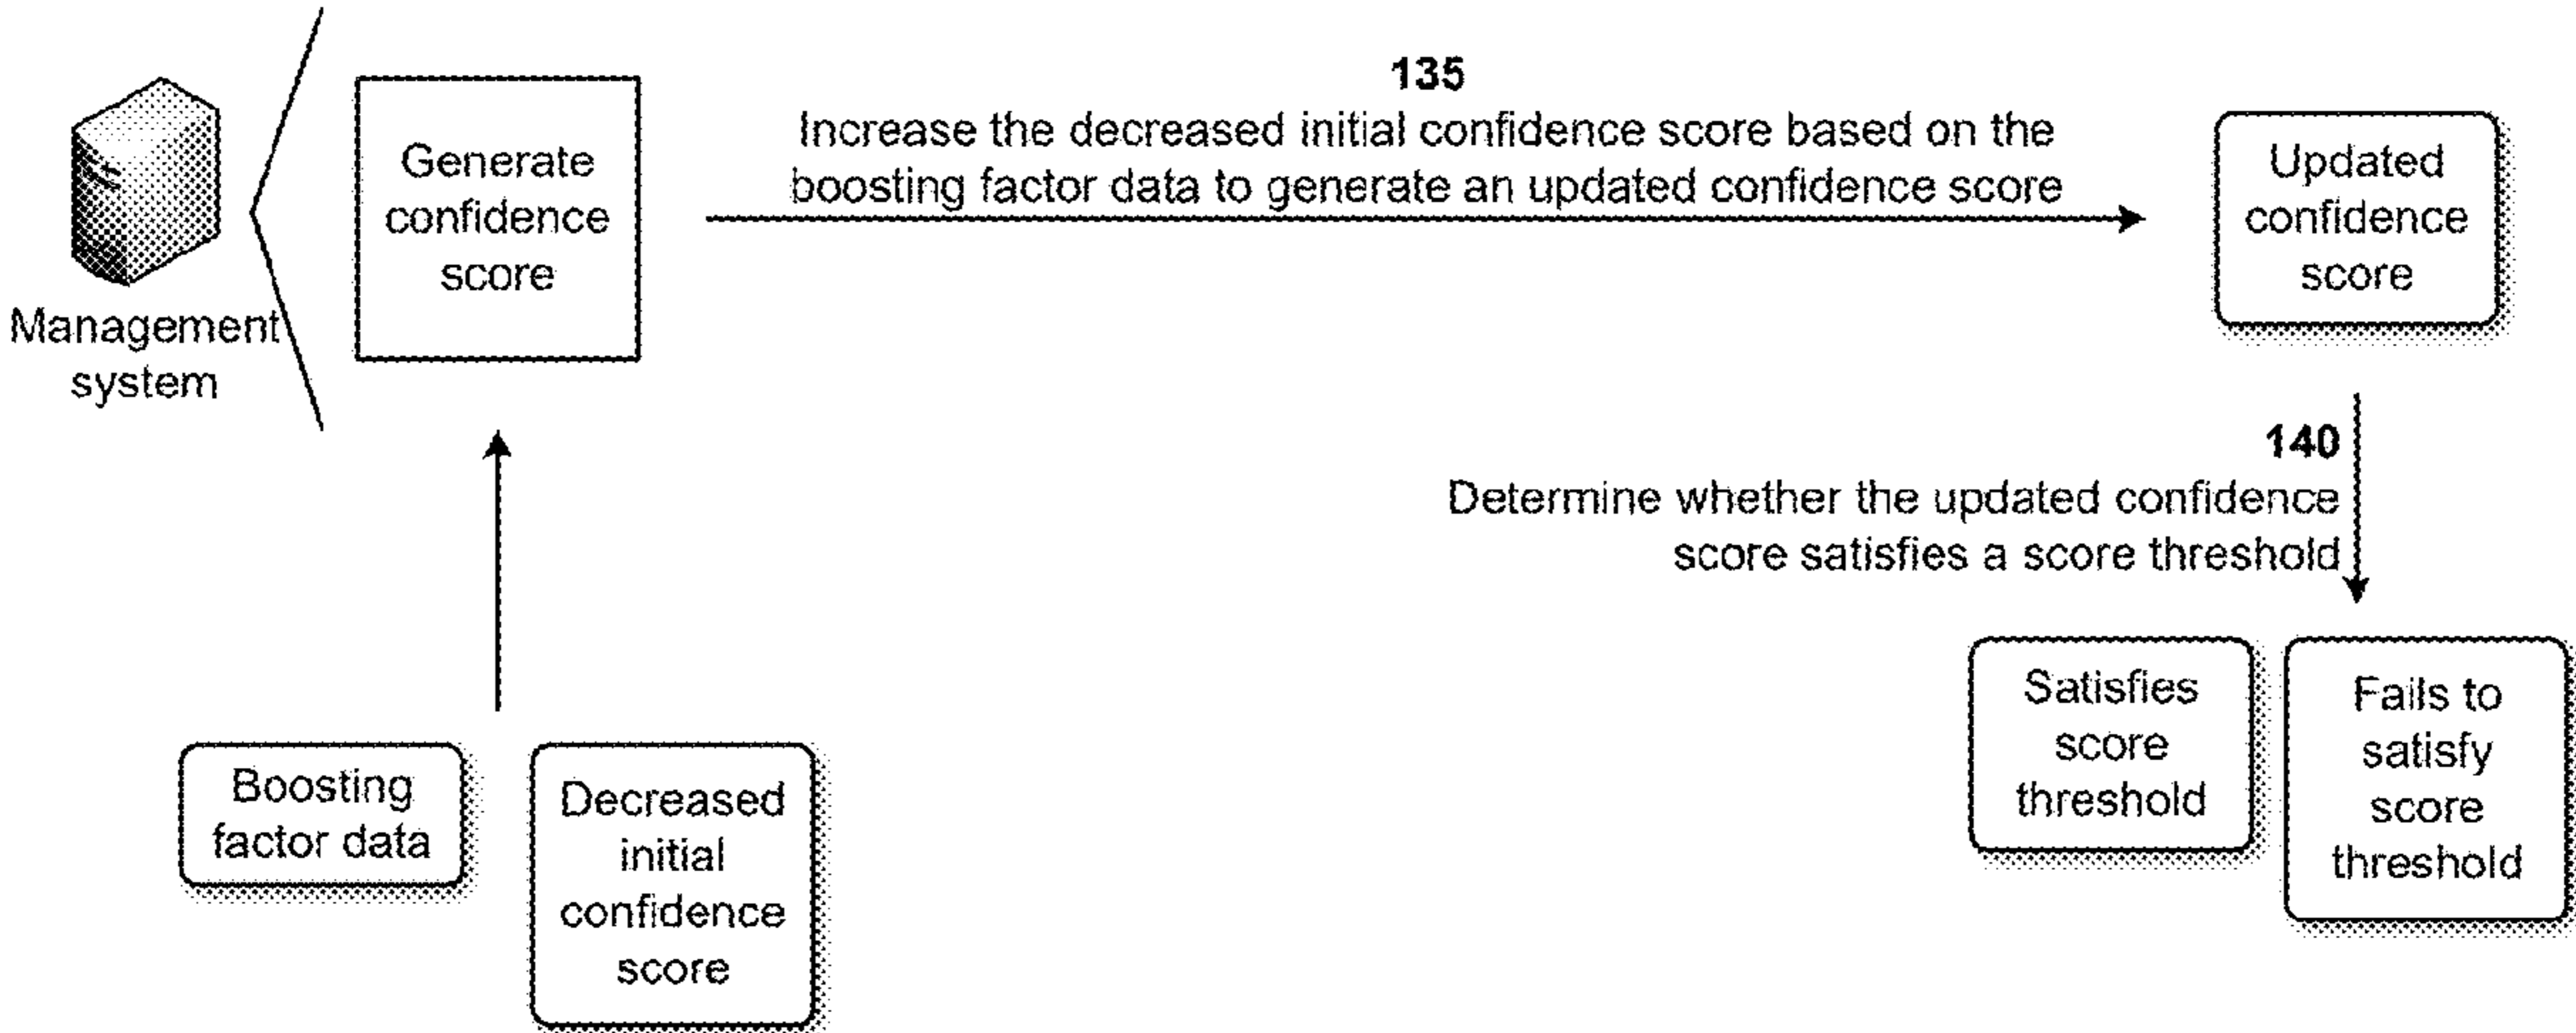 Management
system
Generate
confidence
score
135
Increase the decreased initial confidence score based on the
boosting factor data to generate an updated confidence score
Updated
confidence
score
140
Determine whether the updated confidence
score satisfies a score threshold
Boosting
factor data
Decreased
initial
confidence
score
Satisfies
score
threshold
Fails to
satisfy
score
threshold